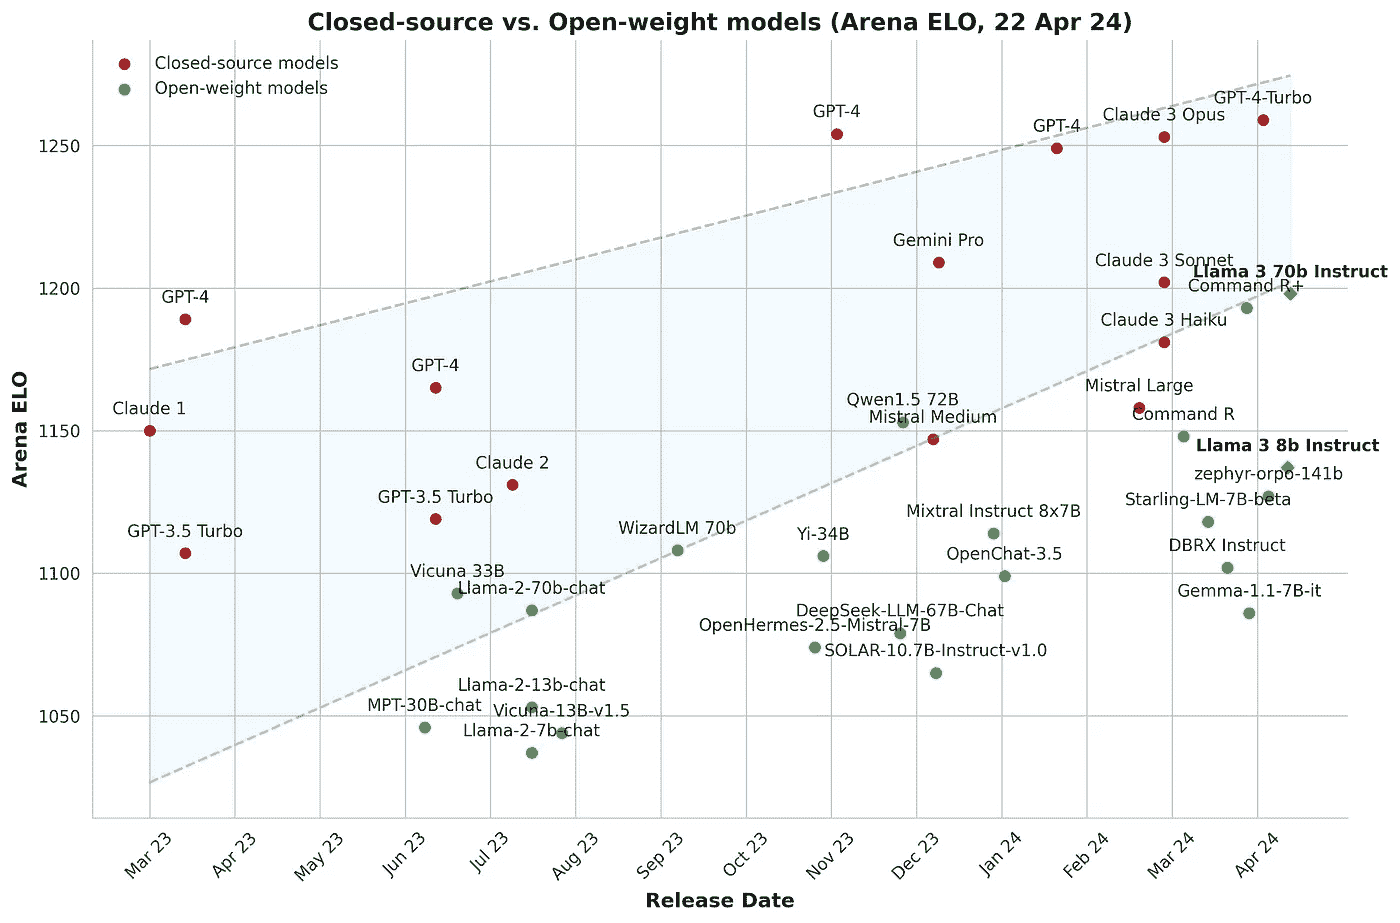 Closed-source vs. Open-weight models (Arena ELO, 22 Apr 24)
Closed-source models
Open-weight models
GPT-4-Turbo
GPT-4
Claude 3 Opus
GPT-4
1250
Gemini Pro
Claude 3 Sonnet
Llama 3 70b Instruct
Command R+
GPT-4
1200
Claude 3 Haiku
GPT-4
Mistral Large
Qwen1.5 72B
Claude 1
Command R
Mistral Medium
1150
Llama 3 8b Instruct
Claude 2
zephyr-orpo-141b
GPT-3.5 Turbo
Starling-LM-7B-beta
Mixtral Instruct 8x7B
GPT-3.5 Turbo
WizardLM 70b
Yi-34B
DBRX Instruct
OpenChat-3.5
Vicuna 33B
1100
Llama-2-70b-chat
Gemma-1.1-7B-it
DeepSeek-LLM-67B-Chat
OpenHermes-2.5-Mistral-7B
SOLAR-10.7B-Instruct-v1.0
Llama-2-13b-chat
MPT-30B-chat
Vicuna-13B-v1.5
1050
Llama-2-7b-chat
Arena ELO
Mar 23
Apr 23
May 23
Jun 23
Jul 23
Aug 23
Sep 23
Oct 23
Nov 23
Dec 23
Jan 24
Feb 24
Mar 24
Apr 24
Release Date